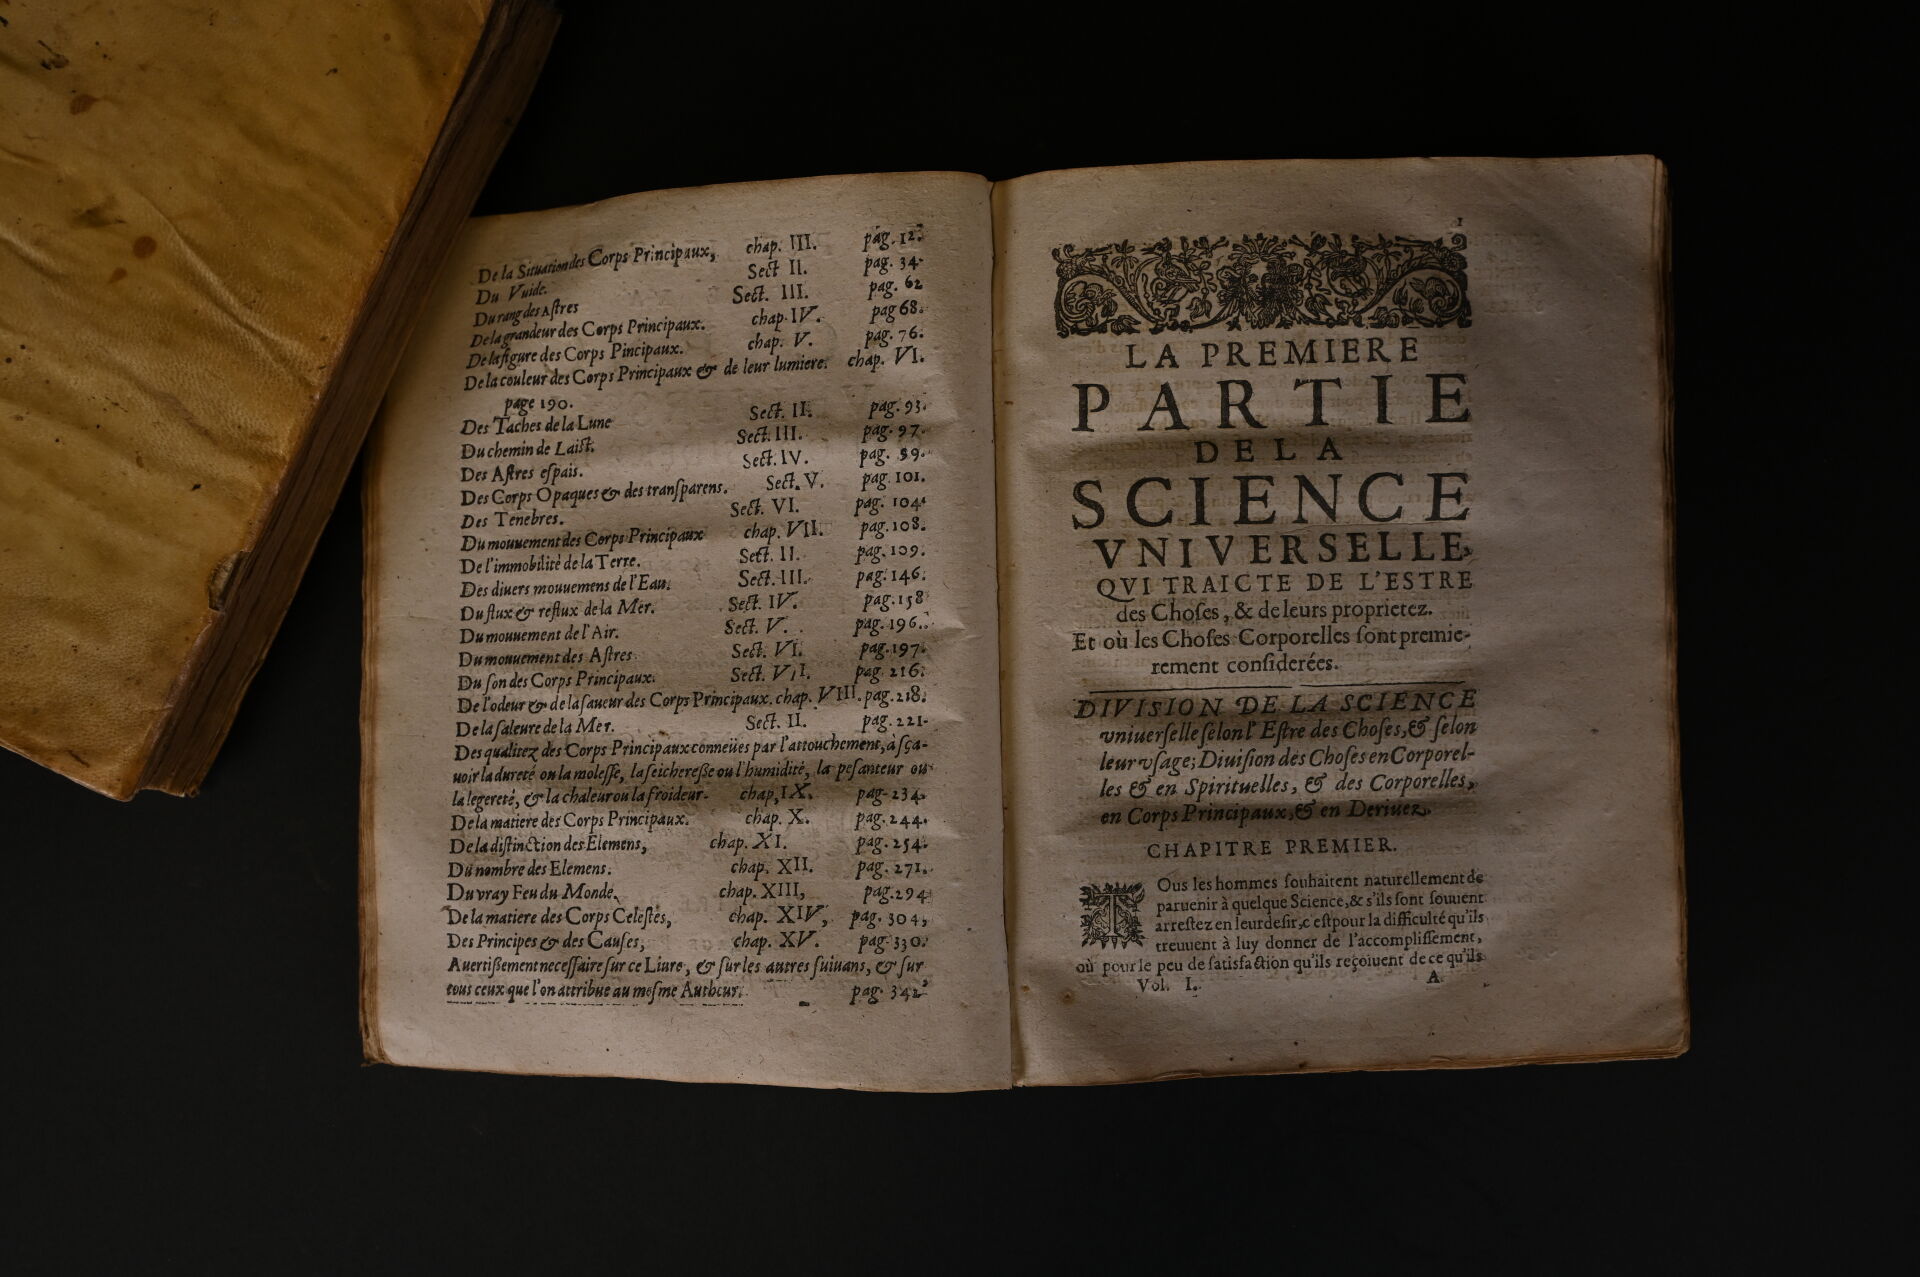 De la Situation des Corps Principaux, chap. III. pag. 12.
Du Vuide. Sect II. pag. 34.
Du rang des Aſtres Sect. III. pag. 62
De la grandeur des Corps Principaux. chap. IV. pag 68.
De la figure des Corps Pincipaux. chap. V. pag. 76.
De la couleur des Corps Principaux & de leur lumiere. chap. VI.
page 190.
Des Taches de la Lune Sect. II. pag. 93.
Du chemin de Laict. Sect. III. pag. 97.
Des Aſtres eſpais. Sect. IV. pag. 59.
Des Corps Opaques & des tranſparens. Sect. V. pag. 101.
Des Tenebres. Sect. VI. pag. 104.
Du mouuement des Corps Principaux chap. VII. pag. 108.
De l'immobilité de la Terre. Sect. II. pag. 109.
Des diuers mouuemens de l'Eau. Sect. III. pag. 146.
Du flux & reflux de la Mer. Sect. IV. pag. 158
Du mouuement de l'Air. Sect. V. pag. 196.
Du mouuement des Aſtres Sect. VI. pag. 197.
Du ſon des Corps Principaux. Sect. VII. pag. 216.
De l'odeur & de la ſaueur des Corps Principaux. chap. VIII. pag. 218.
De la ſaleure de la Mer. Sect. II. pag. 221.
Des qualitez des Corps Principaux conneües par l'attouchement, à ſça-
uoir la dureté ou la moleſſe, la ſeichereße ou l'humidité, la peſanteur ou
la legereté, & la chaleur ou la froideur. chap, IX. pag. 234.
De la matiere des Corps Principaux. chap. X. pag. 244.
De la diſtinction des Elemens, chap. XI. pag. 254.
Du nombre des Elemens. chap. XII. pag. 271.
Du vray Feu du Monde. chap. XIII, pag. 294
De la matiere des Corps Celeſtes, chap. XIV, pag. 304,
Des Principes & des Cauſes, chap. XV. pag. 330.
Auertißement neceſſaire ſur ce Liure, & ſur les autres ſuiuans, & ſur
tous ceux que l'on attribue au meſme Autheur. pag. 342
1
LA PREMIERE
PARTIE
DE LA
SCIENCE
VNIVERSELLE,
QVI TRAICTE DE L'ESTRE
des Choſes, & de leurs proprietez.
Et où les Choſes Corporelles ſont premie-
rement conſiderées.
DIVISION DE LA SCIENCE
vniuerſelle ſelon l'Eſtre des Choſes, & ſelon
leur vſage; Diuiſion des Choſes en Corporel-
les & en Spirituelles, & des Corporelles,
en Corps Principaux, & en Deriuez.
CHAPITRE PREMIER.
TOus les hommes ſouhaitent naturellement de
paruenir à quelque Science, & s'ils ſont ſouuent
arreſtez en leur deſir, c'eſt pour la difficulté qu'ils
treuuent à luy donner de l'accompliſſement,
où pour le peu de ſatisfaction qu'ils reçoiuent de ce qu'ils
Vol. I. A